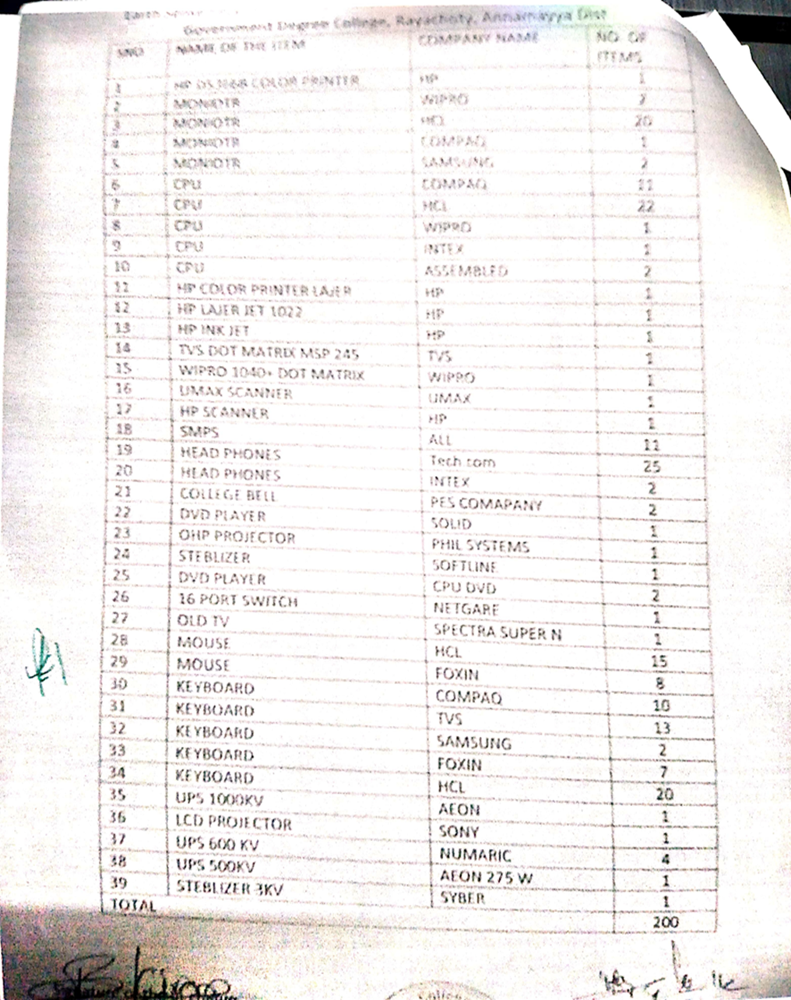 Government Degree College, Rayachoty, Annamayya Dist
SNO NAME OF THE ITEM COMPANY NAME NO. OF
ITEMS
1 HP COLOR PRINTER HP 1
2 MONIOTR WIPRO 2
3 MONIOTR HCL 20
4 MONIOTR COMPAQ 1
5 MONIOTR SAMSUNG 2
6 CPU COMPAQ 11
7 CPU HCL 22
8 CPU WIPRO 1
9 CPU INTEX 1
10 CPU ASSEMBLED 2
11 HP COLOR PRINTER LAJER HP 1
12 HP LAJER JET 1022 HP 1
13 HP INK JET HP 1
14 TVS DOT MATRIX MSP 245 TVS 1
15 WIPRO 1040+ DOT MATRIX WIPRO 1
16 UMAX SCANNER UMAX 1
17 HP SCANNER HP 1
18 SMPS ALL 11
19 HEAD PHONES Tech com 25
20 HEAD PHONES INTEX 2
21 COLLEGE BELL PES COMAPANY 2
22 DVD PLAYER SOLID 1
23 OHP PROJECTOR PHIL SYSTEMS 1
24 STEBLIZER SOFTLINE 1
25 DVD PLAYER CPU DVD 2
26 16 PORT SWITCH NETGARE 1
27 OLD TV SPECTRA SUPER N 1
28 MOUSE HCL 15
29 MOUSE FOXIN 8
30 KEYBOARD COMPAQ 10
31 KEYBOARD TVS 13
32 KEYBOARD SAMSUNG 2
33 KEYBOARD FOXIN 7
34 KEYBOARD HCL 20
35 UPS 1000KV AEON 1
36 LCD PROJECTOR SONY 1
37 UPS 600 KV NUMARIC 4
38 UPS 500KV AEON 275 W 1
39 STEBLIZER 3KV SYBER 1
TOTAL 200